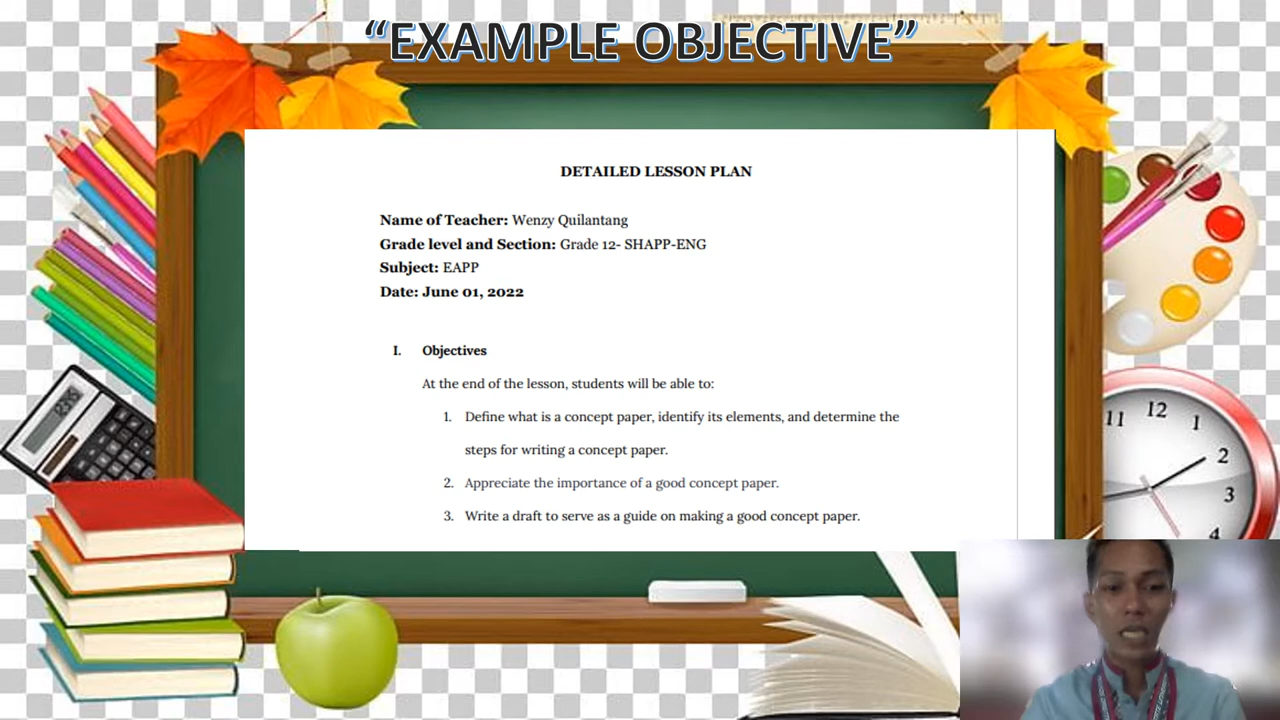 “EXAMPLE OBJECTIVE”
DETAILED LESSON PLAN
Name of Teacher: Wenzy Quilantang
Grade level and Section: Grade 12- SHAPP-ENG
Subject: EAPP
Date: June 01, 2022
I. Objectives
At the end of the lesson, students will be able to:
1. Define what is a concept paper, identify its elements, and determine the
steps for writing a concept paper.
2. Appreciate the importance of a good concept paper.
3. Write a draft to serve as a guide on making a good concept paper.
11 12 1
2
3
4